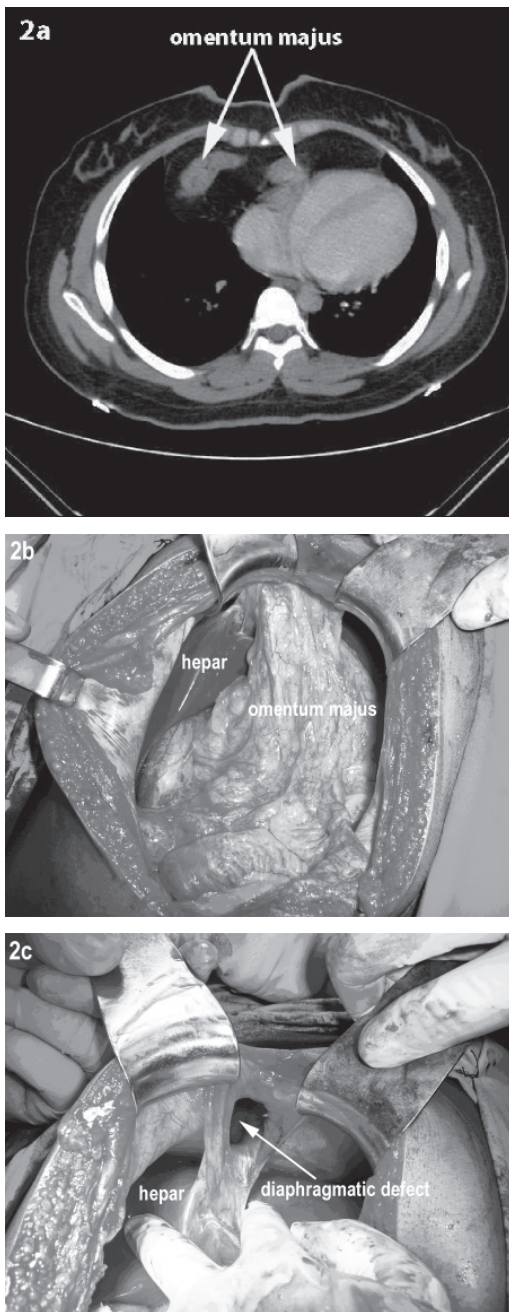 2a
omentum majus
2b
hepar
omentum majus
2c
hepar
diaphragmatic defect